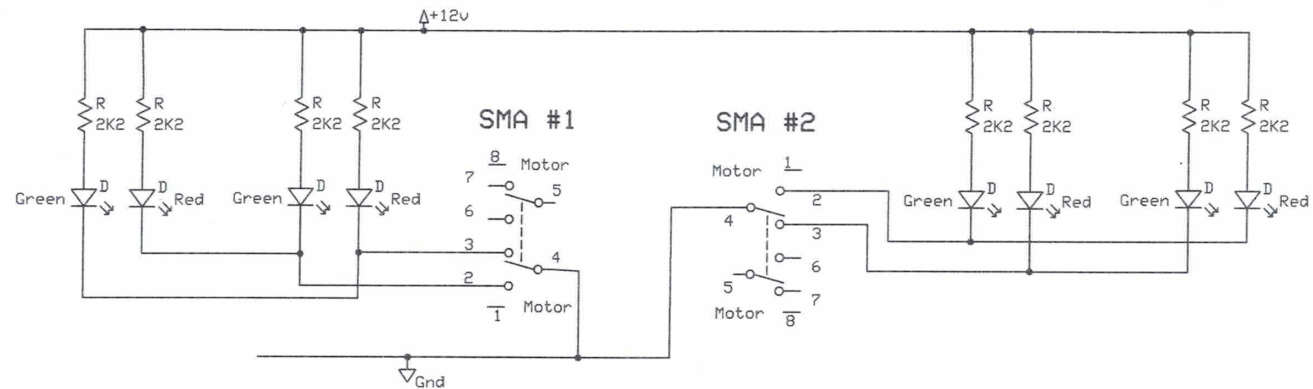 +12v
R
2K2
R
2K2
R
2K2
R
2K2
SMA #1
SMA #2
R
2K2
R
2K2
R
2K2
R
2K2
Green
D
D
Red
Green
D
D
Red
8
Motor
7
5
6
3
4
2
1
Motor
Motor
1
2
4
3
6
5
7
Motor
8
Green
D
D
Red
Green
D
D
Red
Gnd